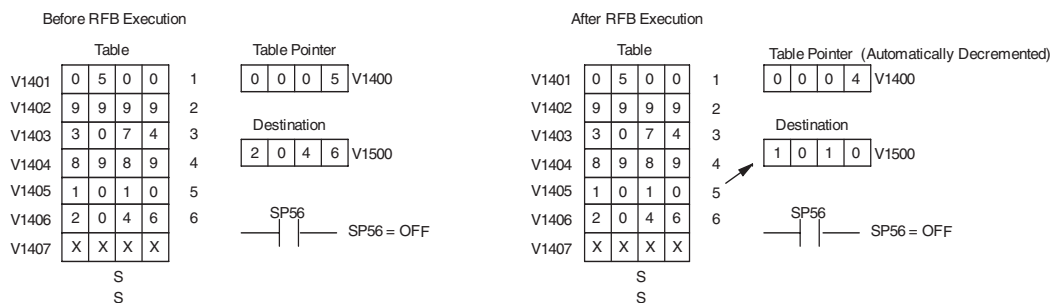 Before RFB Execution
Table
Table Pointer
V1401 0 5 0 0 1
0 0 0 5 V1400
V1402 9 9 9 9 2
V1403 3 0 7 4 3
Destination
V1404 8 9 8 9 4
2 0 4 6 V1500
V1405 1 0 1 0 5
V1406 2 0 4 6 6
SP56
SP56 = OFF
V1407 X X X X
S
S
After RFB Execution
Table
Table Pointer (Automatically Decremented)
V1401 0 5 0 0 1
0 0 0 4 V1400
V1402 9 9 9 9 2
V1403 3 0 7 4 3
Destination
V1404 8 9 8 9 4
1 0 1 0 V1500
V1405 1 0 1 0 5
V1406 2 0 4 6 6
SP56
SP56 = OFF
V1407 X X X X
S
S